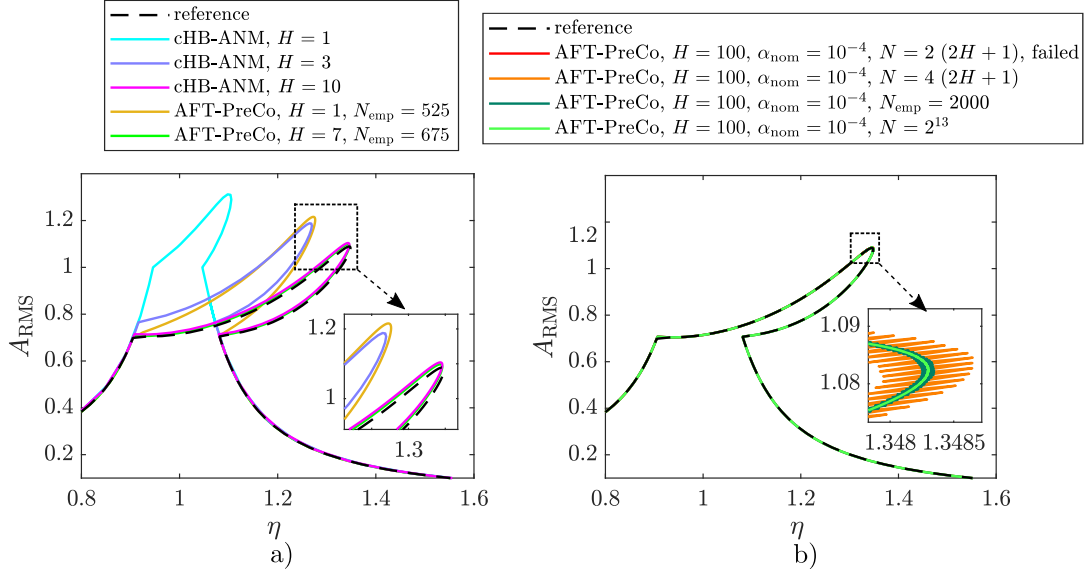 reference
cHB-ANM, H = 1
cHB-ANM, H = 3
cHB-ANM, H = 10
AFT-PreCo, H = 1, N_emp = 525
AFT-PreCo, H = 7, N_emp = 675
reference
AFT-PreCo, H = 100, α_nom = 10^-4, N = 2 (2H + 1), failed
AFT-PreCo, H = 100, α_nom = 10^-4, N = 4 (2H + 1)
AFT-PreCo, H = 100, α_nom = 10^-4, N_emp = 2000
AFT-PreCo, H = 100, α_nom = 10^-4, N = 2^13
A_RMS
1.2
1
0.8
0.6
0.4
0.2
0.8 1 1.2 1.4 1.6
η
a)
1.2
1
1.3
A_RMS
1.2
1
0.8
0.6
0.4
0.2
0.8 1 1.2 1.4 1.6
η
b)
1.09
1.08
1.348 1.3485